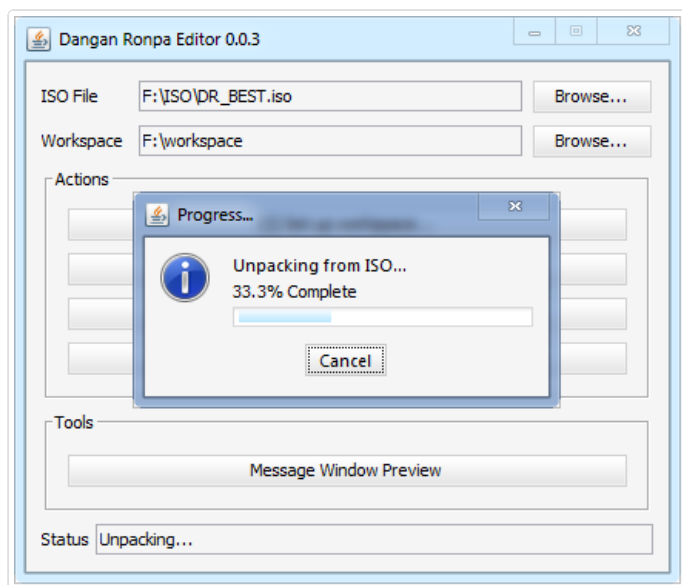 Dangan Ronpa Editor 0.0.3
ISO File F:\ISO\DR_BEST.iso Browse...
Workspace F:\workspace Browse...
Actions
Progress...
Unpacking from ISO...
33.3% Complete
Cancel
Tools
Message Window Preview
Status Unpacking...